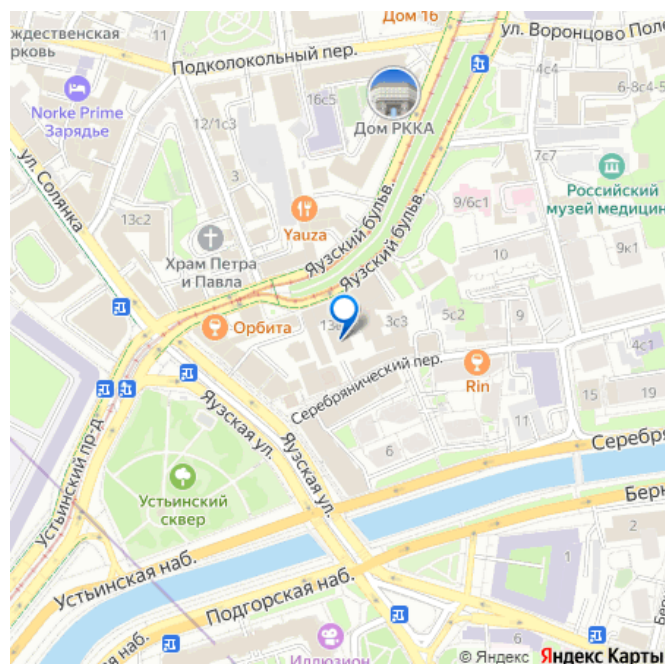 Дом 16
ждественская
рковь
11
ул. Воронцово Пол
Подколокольный пер.
4с4
6-8с4-5
Norke Prime
Зарядье
16с5
Дом РККА
12/1с3
ул. Солянка
3
7с7
Российский
музей медицин
13с2
9/6с1
Yauza
Яузский бульв.
Яузский бульв.
Храм Петра
и Павла
10
9к1
Орбита
3с3
5с2
9
4с1
Серебрянический пер.
Rin
15
19
11
Яузская ул.
Яузская ул.
6
Серебря
Устьинский пр-д
Устьинский
сквер
Берн
2
1
Устьинская наб.
Подгорская наб.
наб.
6
Иллюзион
© Яндекс Яндекс Карты